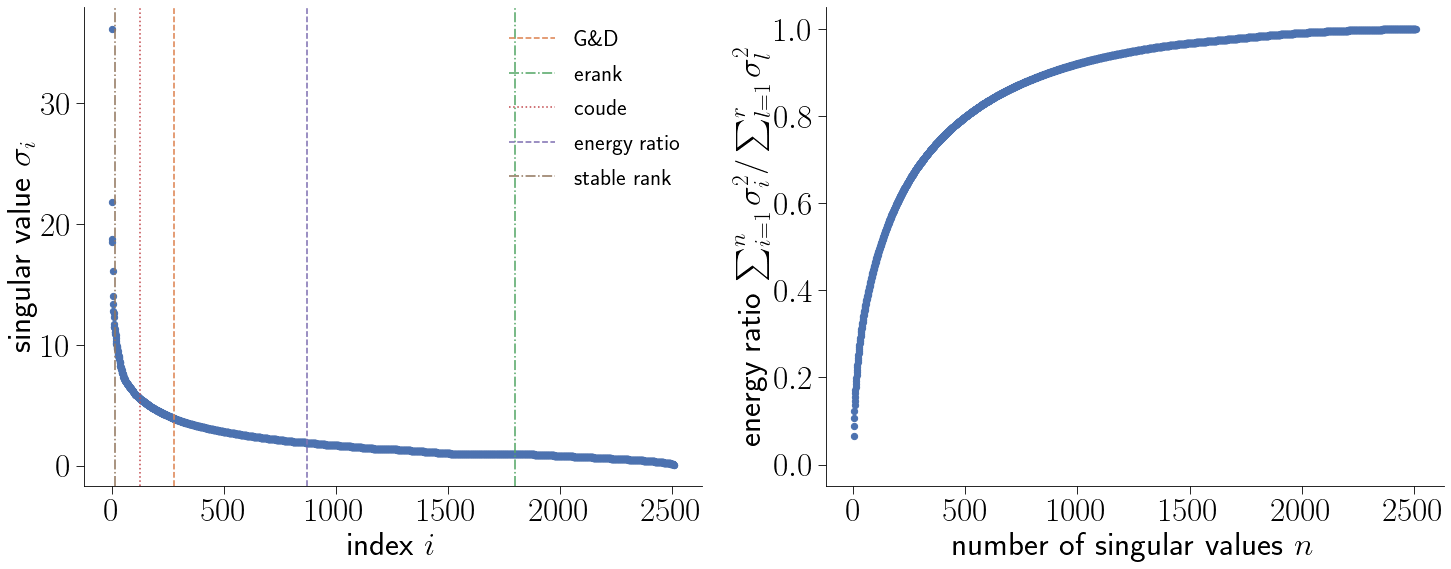 singular value σ_i
30
20
10
0
0 500 1000 1500 2000 2500
index i
G&D
erank
coude
energy ratio
stable rank
energy ratio ∑_{i=1}^{n} σ_i^2 / ∑_{l=1}^{r} σ_l^2
1.0
0.8
0.6
0.4
0.2
0.0
0 500 1000 1500 2000 2500
number of singular values n